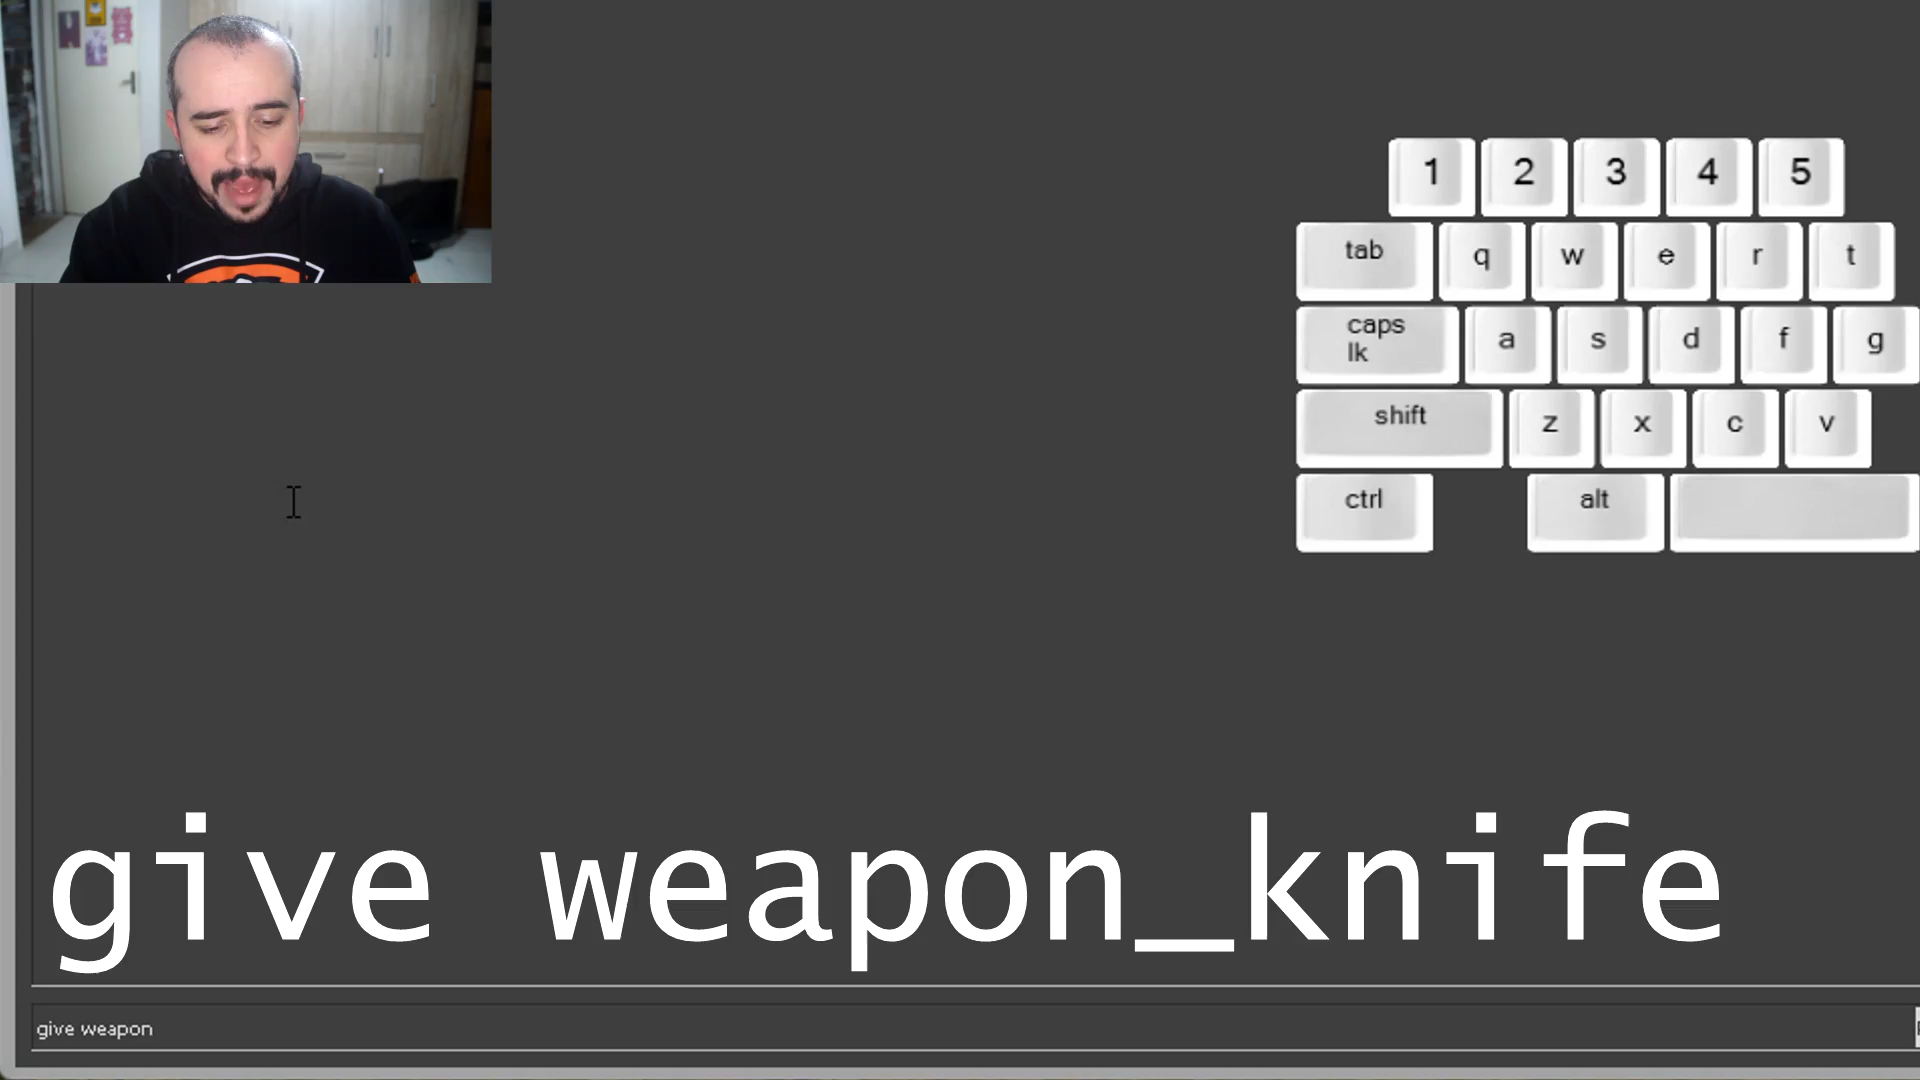 1 2 3 4 5
tab q w e r t
caps
lk a s d f g
shift z x c v
ctrl alt
give weapon_knife
give weapon